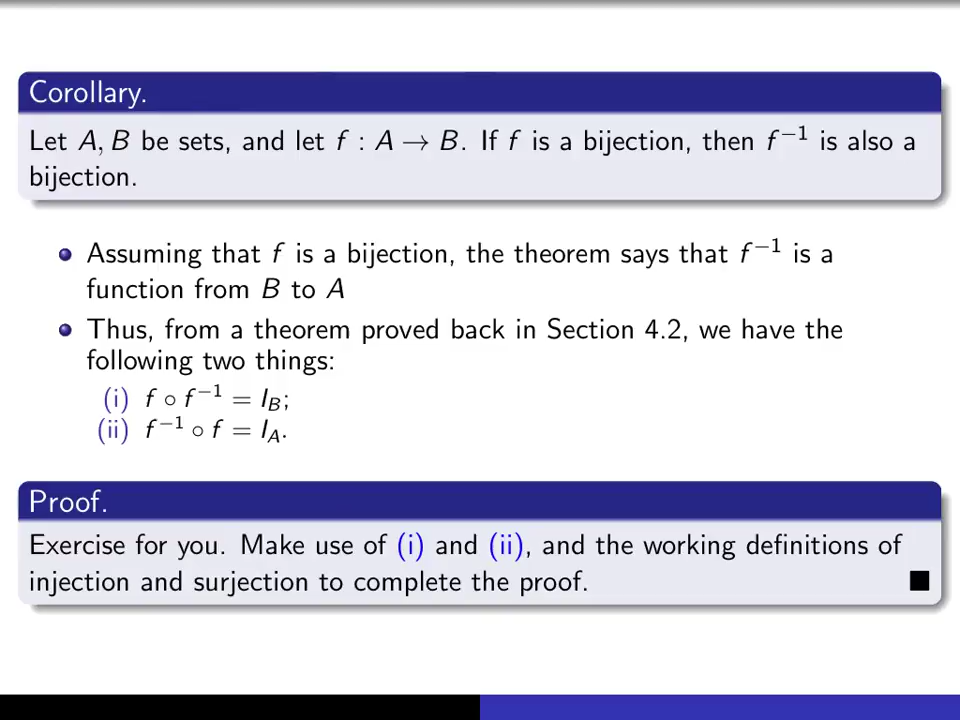 Corollary.
Let A, B be sets, and let f : A → B. If f is a bijection, then f⁻¹ is also a
bijection.
Assuming that f is a bijection, the theorem says that f⁻¹ is a
function from B to A
Thus, from a theorem proved back in Section 4.2, we have the
following two things:
(i) f ∘ f⁻¹ = I_B;
(ii) f⁻¹ ∘ f = I_A.
Proof.
Exercise for you. Make use of (i) and (ii), and the working definitions of
injection and surjection to complete the proof. ■